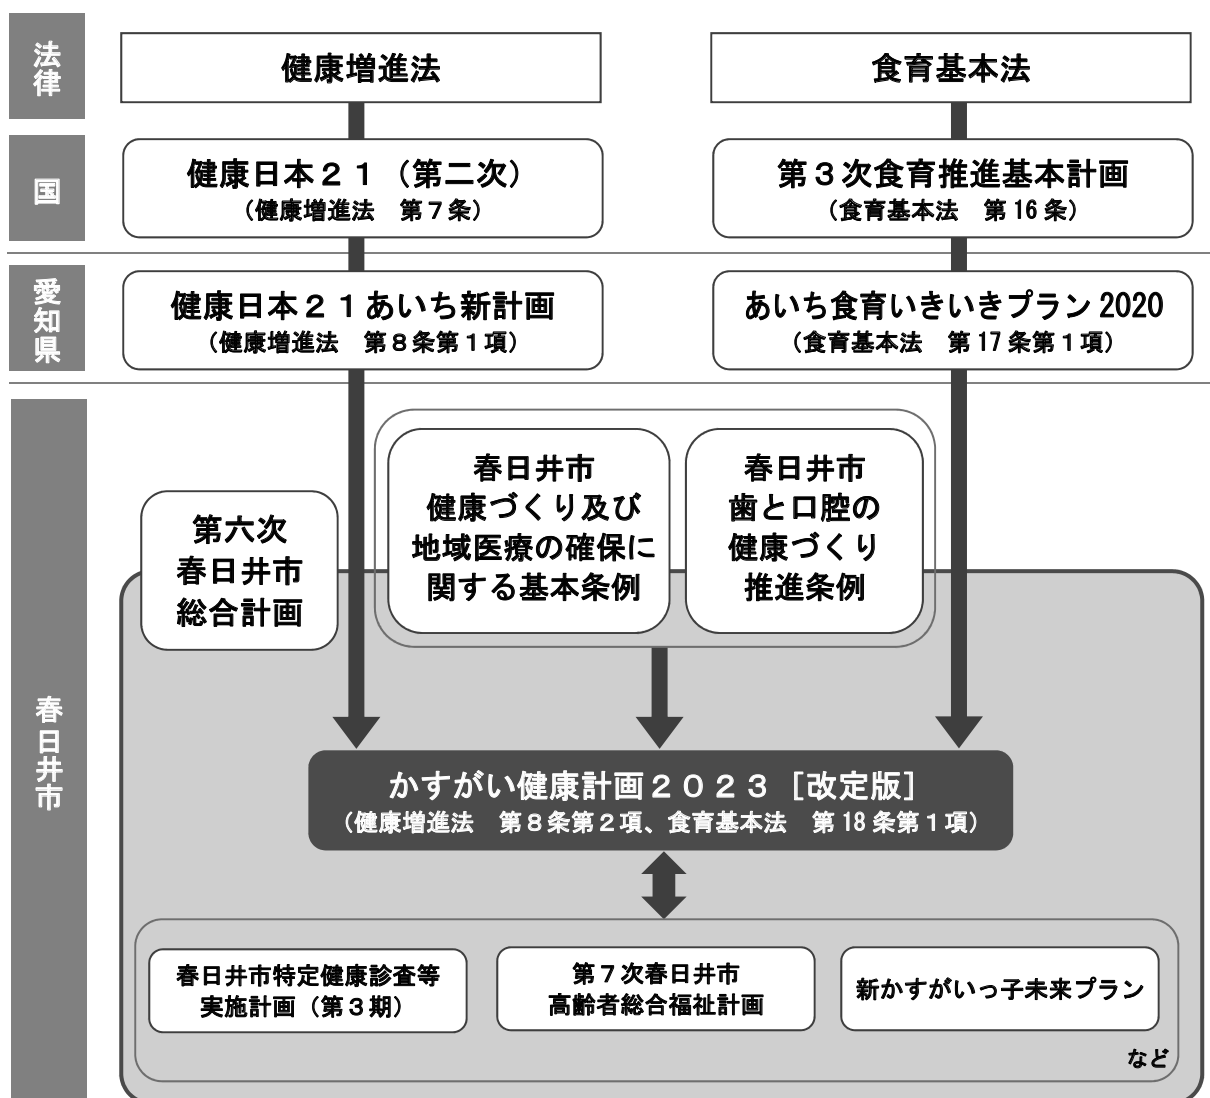 法律
健康増進法
食育基本法
国
健康日本２１（第二次）
（健康増進法　第７条）
第３次食育推進基本計画
（食育基本法　第 16 条）
愛知県
健康日本２１あいち新計画
（健康増進法　第８条第１項）
あいち食育いきいきプラン 2020
（食育基本法　第 17 条第１項）
春日井市
第六次
春日井市
総合計画
春日井市
健康づくり及び
地域医療の確保に
関する基本条例
春日井市
歯と口腔の
健康づくり
推進条例
かすがい健康計画２０２３［改定版］
（健康増進法　第８条第２項、食育基本法　第 18 条第１項）
春日井市特定健康診査等
実施計画（第３期）
第７次春日井市
高齢者総合福祉計画
新かすがいっ子未来プラン
など